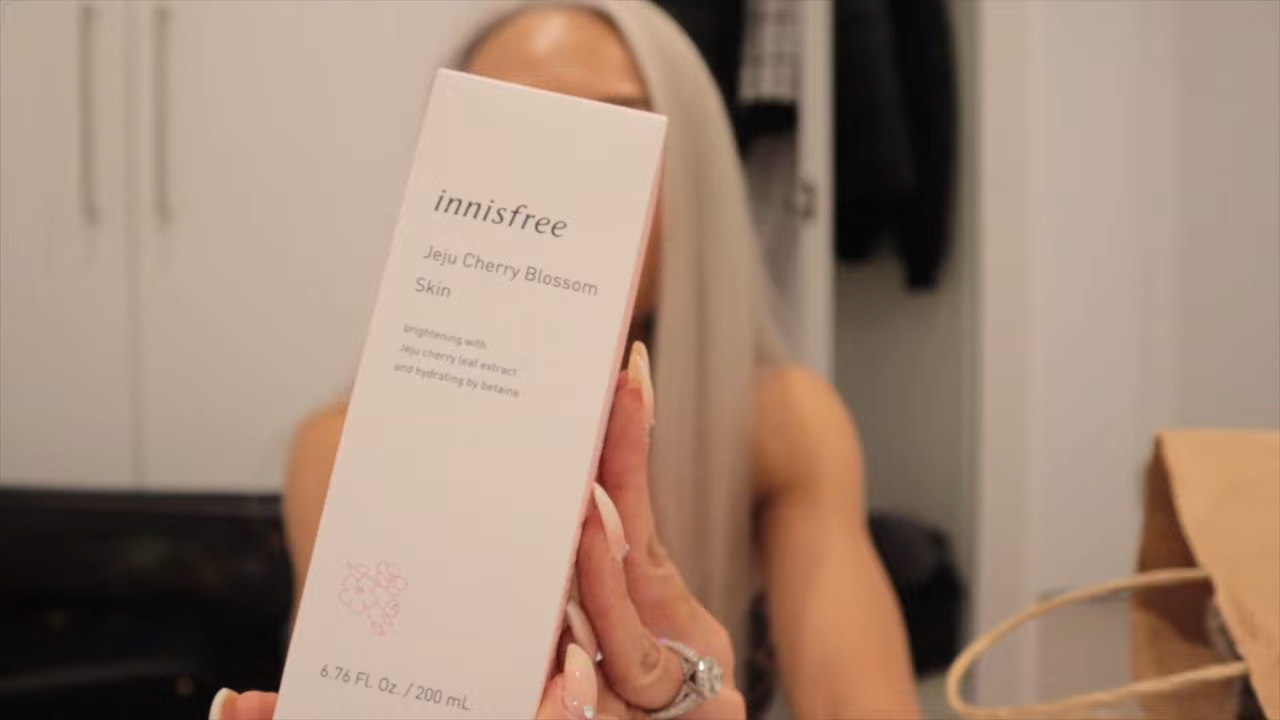 innisfree
Jeju Cherry Blossom
Skin
brightening with
Jeju cherry leaf extract
and hydrating by betaine
6.76 FL. Oz. / 200 mL